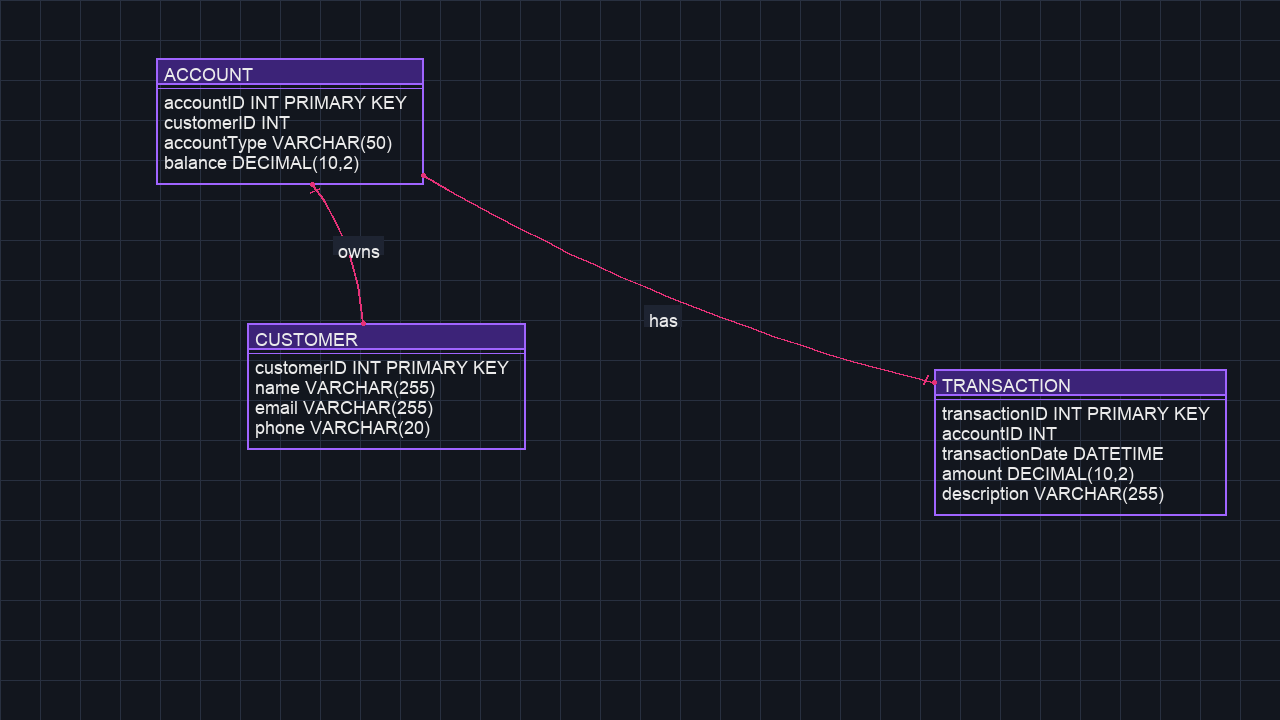 ACCOUNT
accountID INT PRIMARY KEY
customerID INT
accountType VARCHAR(50)
balance DECIMAL(10,2)
owns
has
CUSTOMER
customerID INT PRIMARY KEY
name VARCHAR(255)
email VARCHAR(255)
phone VARCHAR(20)
TRANSACTION
transactionID INT PRIMARY KEY
accountID INT
transactionDate DATETIME
amount DECIMAL(10,2)
description VARCHAR(255)